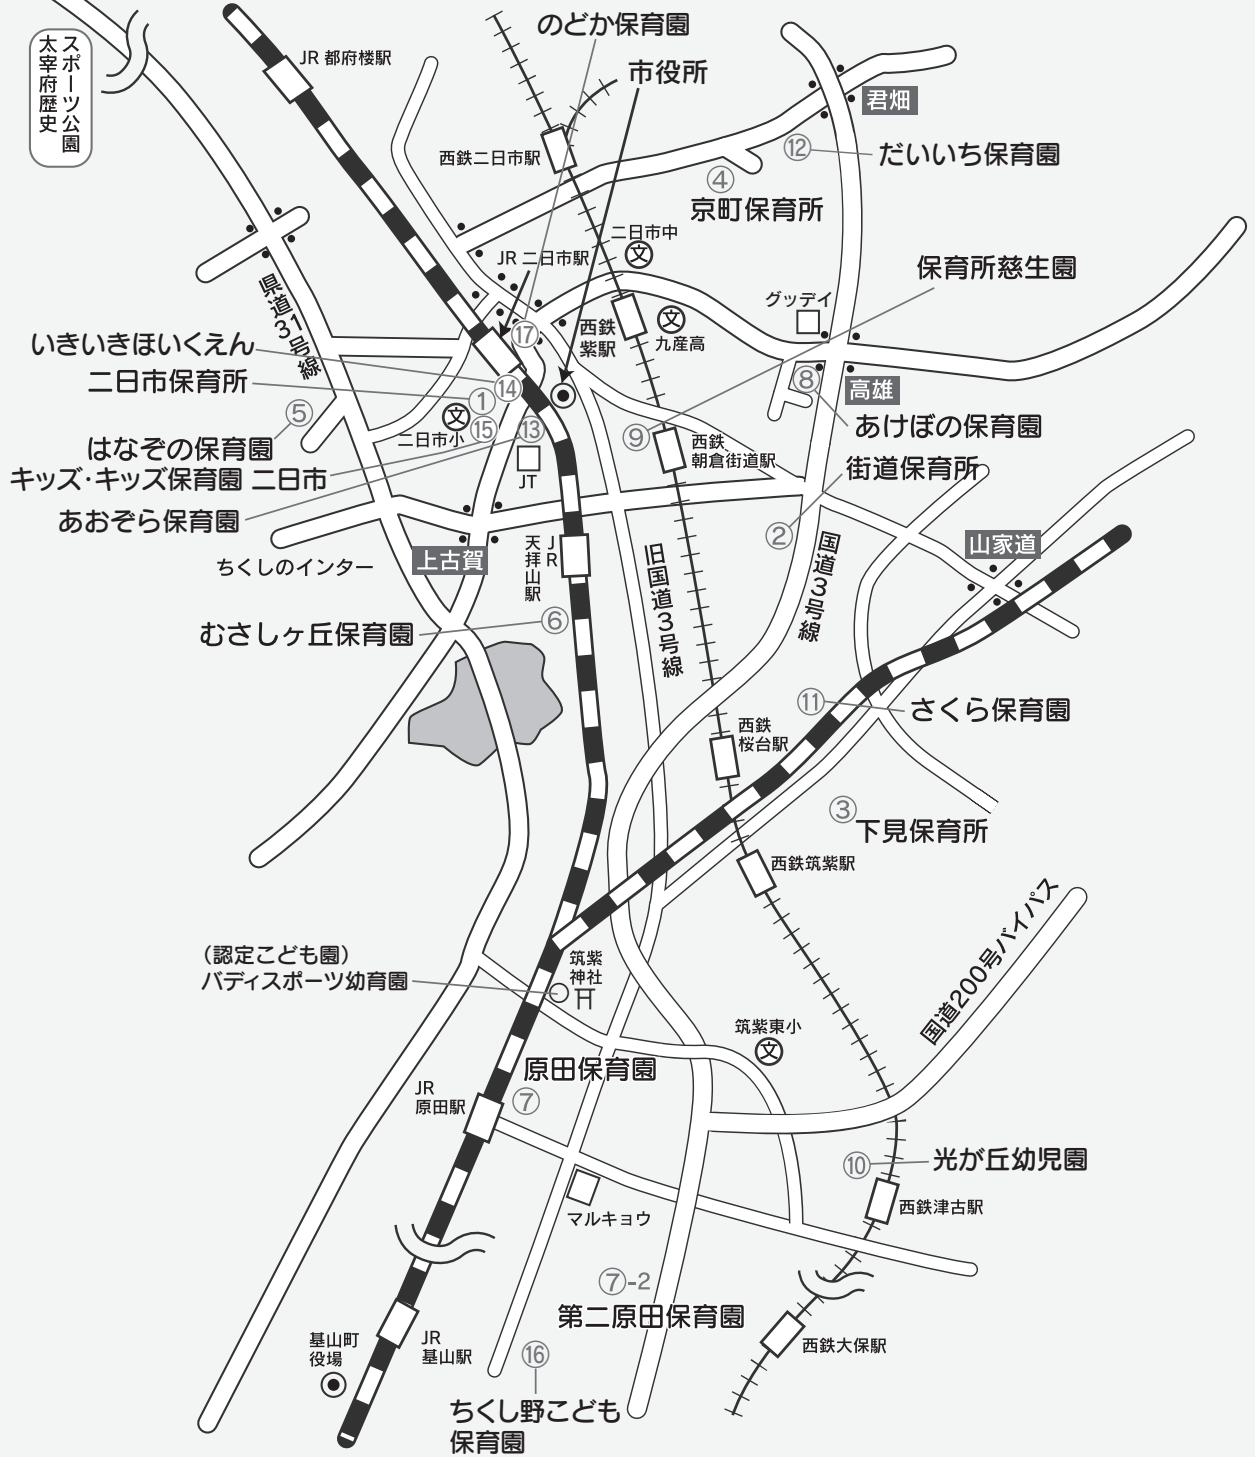 のどか保育園
市役所
スポーツ公園
太宰府歴史
JR 都府楼駅
君畑
西鉄二日市駅
⑫
だいいち保育園
④
京町保育所
二日市中
文
JR 二日市駅
保育所慈生園
県道31号線
グッデイ
⑰
西鉄
紫駅
文
九産高
いきいきほいくえん
二日市保育所
⑭
①
⑧
高雄
⑤
文
二日市小
⑮
⑬
⑨
西鉄
朝倉街道駅
あけぼの保育園
はなぞの保育園
キッズ・キッズ保育園 二日市
JT
街道保育所
あおぞら保育園
②
上古賀
ちくしのインター
JR
天拝山駅
旧国道3号線
国道3号線
山家道
⑥
むさしヶ丘保育園
⑪
さくら保育園
西鉄
桜台駅
③
下見保育所
西鉄筑紫駅
(認定こども園)
バディスポーツ幼育園
筑紫
神社
国道200号バイパス
筑紫東小
文
原田保育園
JR
原田駅
⑦
⑩
光が丘幼児園
西鉄津古駅
マルキョウ
⑦-2
第二原田保育園
西鉄大保駅
基山町
役場
JR
基山駅
⑯
ちくし野こども
保育園